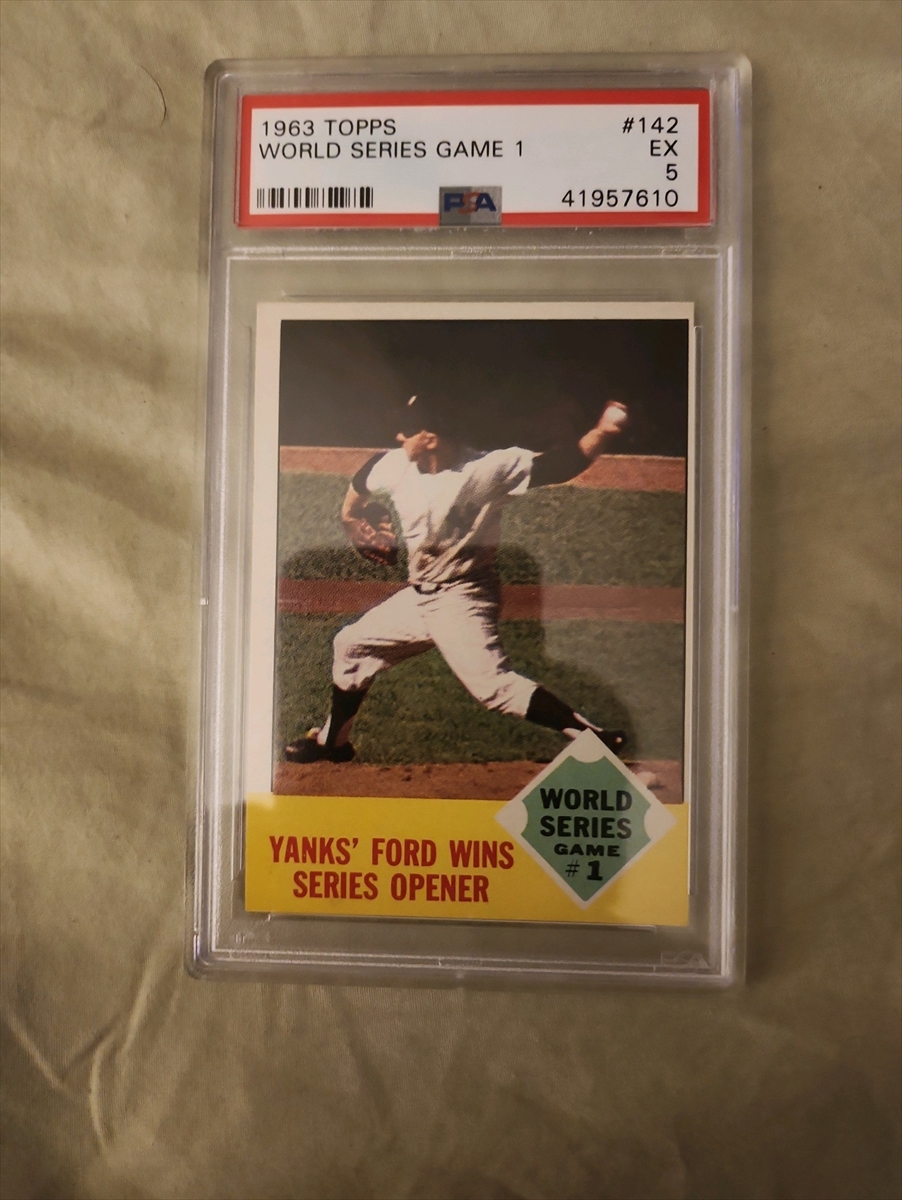 1963 TOPPS #142
WORLD SERIES GAME 1 EX
5
PSA 41957610
WORLD
SERIES
GAME
#1
YANKS' FORD WINS
SERIES OPENER